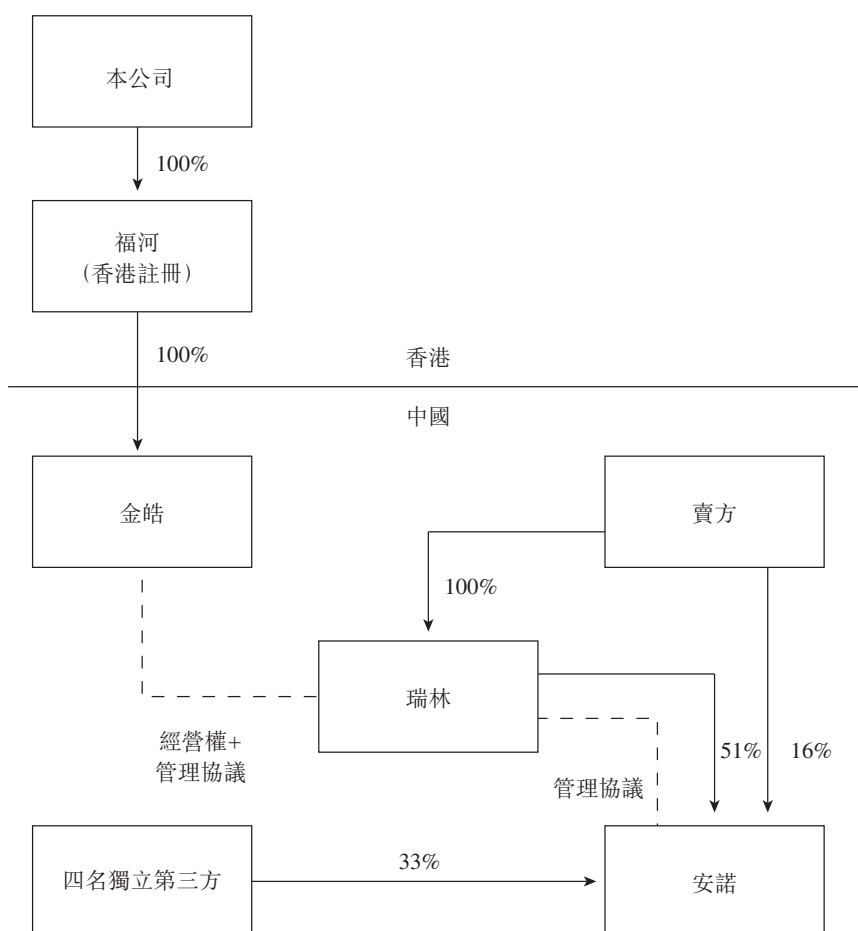 本公司
100%
福河
（香港註冊）
100%
香港
中國
金皓
賣方
100%
瑞林
經營權+
管理協議
51%
16%
管理協議
四名獨立第三方
33%
安諾